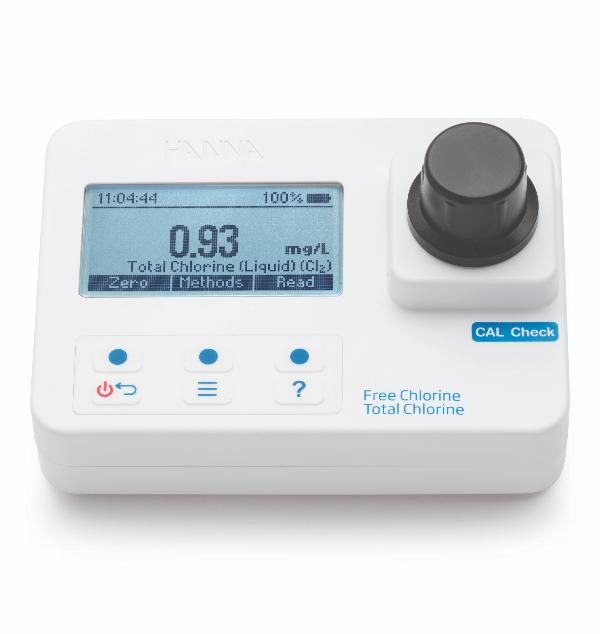 HANNA
11:04:44 100%
0.93 mg/L
Total Chlorine (Liquid) (Cl₂)
Zero Methods Read
CAL Check
?
Free Chlorine
Total Chlorine